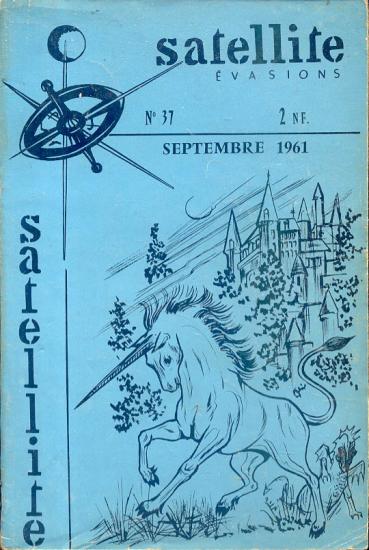 satellite
ÉVASIONS
N° 37 2 NF.
SEPTEMBRE 1961
satellite